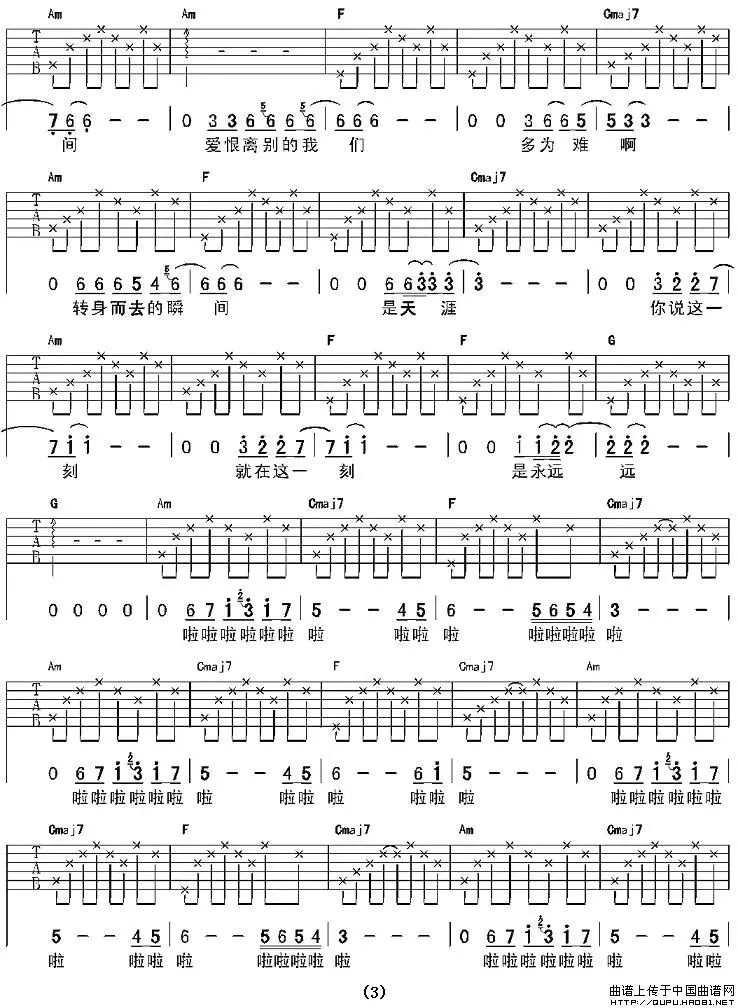 Am Am F Cmaj7
T A B
7 6 6 - - 0 3 3 6 6 6 6 6 6 6 - - 0 0 3 6 6 5 5 3 3 - -
间 爱恨离别的我 们 多为 难 啊
Am F Cmaj7
T A B
0 6 6 6 5 4 6 6 6 6 - - 0 0 6 6 3 3 3 3 - - 0 0 3 2 2 7
转身而去的瞬 间 是天 涯 你说这一
Am F F G
T A B
7 1 1 - - 0 0 3 2 2 7 7 1 1 - - 0 0 1 1 2 2 2 2 2 - -
刻 就在这一 刻 是永远 远
G Am Cmaj7 F Cmaj7
T A B
0 0 0 0 0 6 7 1 2 3 1 7 5 - - 4 5 6 - - 5 6 5 4 3 - - -
啦啦啦啦啦啦 啦 啦啦 啦 啦啦啦啦 啦
Am Cmaj7 F Cmaj7 Am
T A B
0 6 7 1 2 3 1 7 5 - - 4 5 6 - - 6 1 5 - - - 0 6 7 1 2 3 1 7
啦啦啦啦啦啦 啦 啦啦 啦 啦啦 啦 啦啦啦啦啦啦
Cmaj7 F Cmaj7 Am Cmaj7
T A B
5 - - 4 5 6 - - 5 6 5 4 3 - - - 0 6 7 1 2 3 1 7 5 - - 4 5
啦 啦啦 啦 啦啦啦啦 啦 啦啦啦啦啦啦 啦 啦啦
(3)
曲谱上传于中国曲谱网
HTTP://QUPU.HAO81.NET